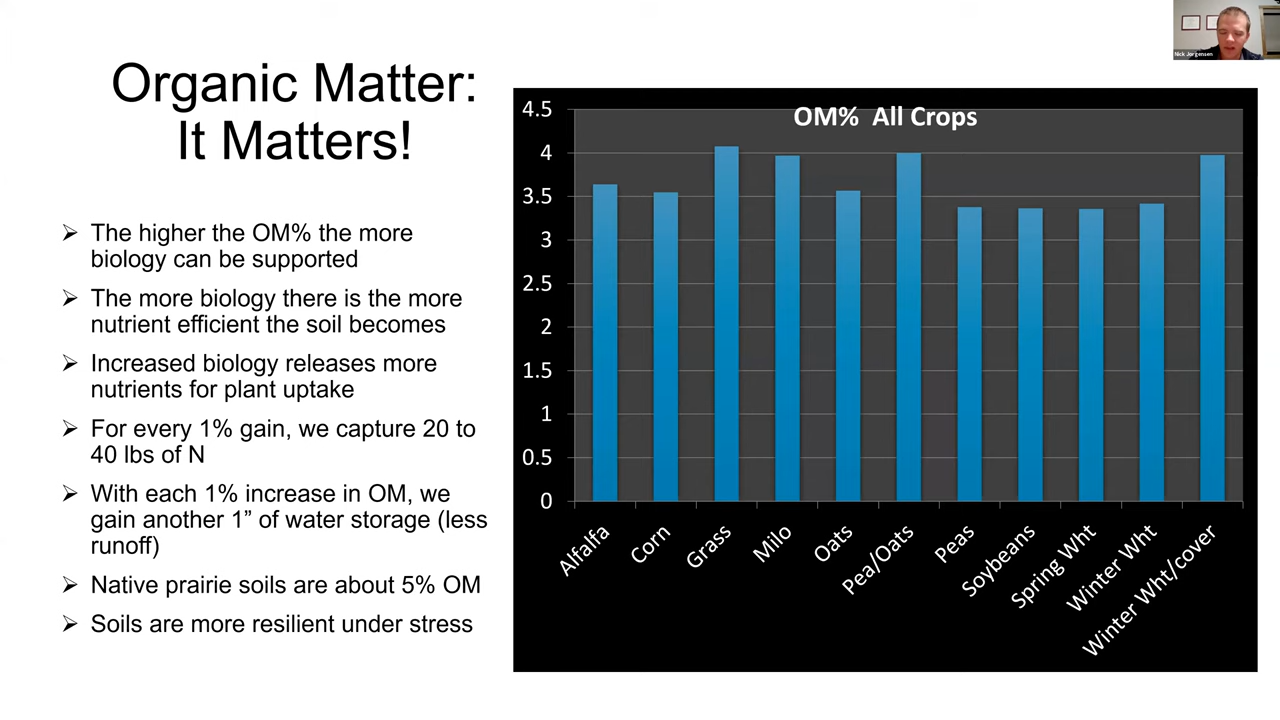 Organic Matter:
It Matters!
The higher the OM% the more
biology can be supported
The more biology there is the more
nutrient efficient the soil becomes
Increased biology releases more
nutrients for plant uptake
For every 1% gain, we capture 20 to
40 lbs of N
With each 1% increase in OM, we
gain another 1” of water storage (less
runoff)
Native prairie soils are about 5% OM
Soils are more resilient under stress
OM% All Crops
4.5
4
3.5
3
2.5
2
1.5
1
0.5
0
Alfalfa
Corn
Grass
Milo
Oats
Pea/Oats
Peas
Soybeans
Spring Wht
Winter Wht
Winter Wht/cover
Nick Jorgensen